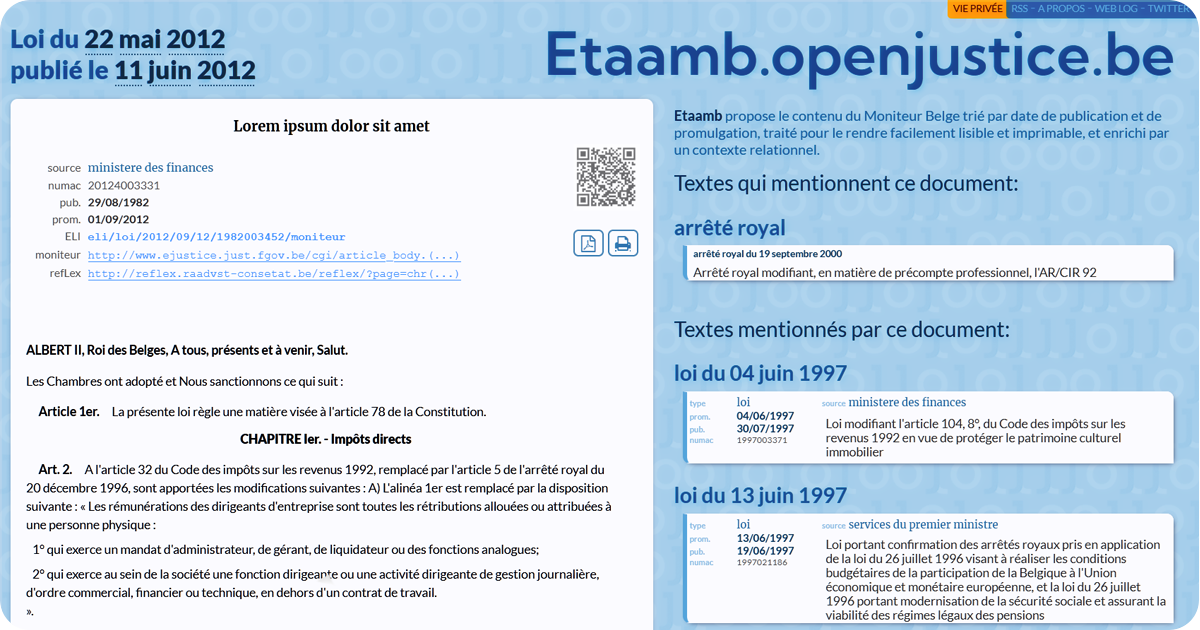 VIE PRIVÉE RSS – A PROPOS – WEB LOG – TWITTER
Loi du 22 mai 2012
publié le 11 juin 2012
Etaamb.openjustice.be
Lorem ipsum dolor sit amet
source ministere des finances
numac 20124003331
pub. 29/08/1982
prom. 01/09/2012
ELI eli/loi/2012/09/12/1982003452/moniteur
moniteur http://www.ejustice.just.fgov.be/cgi/article_body.(...)
refLex http://reflex.raadvst-consetat.be/reflex/?page=chr(...)
ALBERT II, Roi des Belges, A tous, présents et à venir, Salut.
Les Chambres ont adopté et Nous sanctionnons ce qui suit :
Article 1er. La présente loi règle une matière visée à l'article 78 de la Constitution.
CHAPITRE Ier. - Impôts directs
Art. 2. A l'article 32 du Code des impôts sur les revenus 1992, remplacé par l'article 5 de l'arrêté royal du
20 décembre 1996, sont apportées les modifications suivantes : A) L'alinéa 1er est remplacé par la disposition
suivante : « Les rémunérations des dirigeants d'entreprise sont toutes les rétributions allouées ou attribuées à
une personne physique :
1° qui exerce un mandat d'administrateur, de gérant, de liquidateur ou des fonctions analogues;
2° qui exerce au sein de la société une fonction dirigeante ou une activité dirigeante de gestion journalière,
d'ordre commercial, financier ou technique, en dehors d'un contrat de travail.
».
Etaamb propose le contenu du Moniteur Belge trié par date de publication et de
promulgation, traité pour le rendre facilement lisible et imprimable, et enrichi par
un contexte relationnel.
Textes qui mentionnent ce document:
arrêté royal
arrêté royal du 19 septembre 2000
Arrêté royal modifiant, en matière de précompte professionnel, l'AR/CIR 92
Textes mentionnés par ce document:
loi du 04 juin 1997
type loi source ministere des finances
prom. 04/06/1997
pub. 30/07/1997
numac 1997003371
Loi modifiant l'article 104, 8°, du Code des impôts sur les
revenus 1992 en vue de protéger le patrimoine culturel
immobilier
loi du 13 juin 1997
type loi source services du premier ministre
prom. 13/06/1997
pub. 19/06/1997
numac 1997021186
Loi portant confirmation des arrêtés royaux pris en application
de la loi du 26 juillet 1996 visant à réaliser les conditions
budgétaires de la participation de la Belgique à l'Union
économique et monétaire européenne, et la loi du 26 juillet
1996 portant modernisation de la sécurité sociale et assurant la
viabilité des régimes légaux des pensions